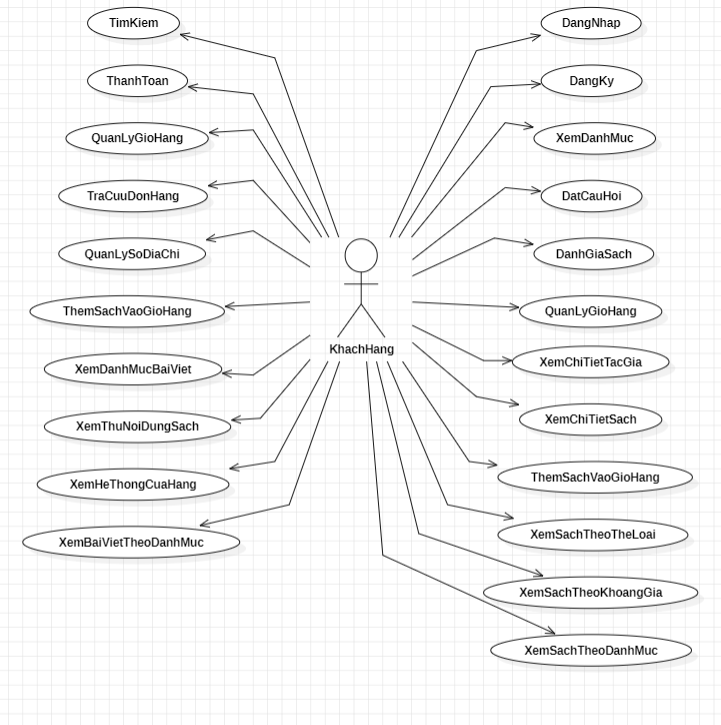 TimKiem
ThanhToan
QuanLyGioHang
TraCuuDonHang
QuanLySoDiaChi
ThemSachVaoGioHang
XemDanhMucBaiViet
XemThuNoiDungSach
XemHeThongCuaHang
XemBaiVietTheoDanhMuc
KhachHang
DangNhap
DangKy
XemDanhMuc
DatCauHoi
DanhGiaSach
QuanLyGioHang
XemChiTietTacGia
XemChiTietSach
ThemSachVaoGioHang
XemSachTheoTheLoai
XemSachTheoKhoangGia
XemSachTheoDanhMuc